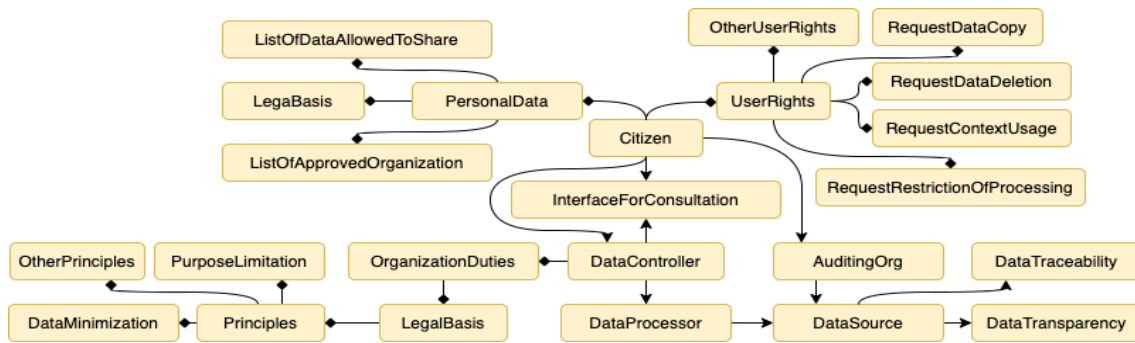 OtherUserRights
RequestDataCopy
ListOfDataAllowedToShare
RequestDataDeletion
LegaBasis
PersonalData
UserRights
RequestContextUsage
Citizen
ListOfApprovedOrganization
RequestRestrictionOfProcessing
InterfaceForConsultation
OtherPrinciples
PurposeLimitation
OrganizationDuties
DataController
AuditingOrg
DataTraceability
DataMinimization
Principles
LegalBasis
DataProcessor
DataSource
DataTransparency